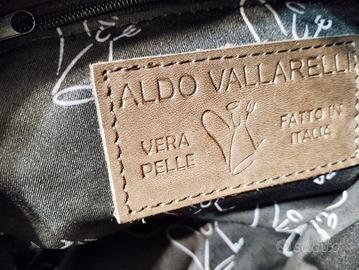 ALDO VALLARELLI
VERA
PELLE
FATTO IN
ITALIA